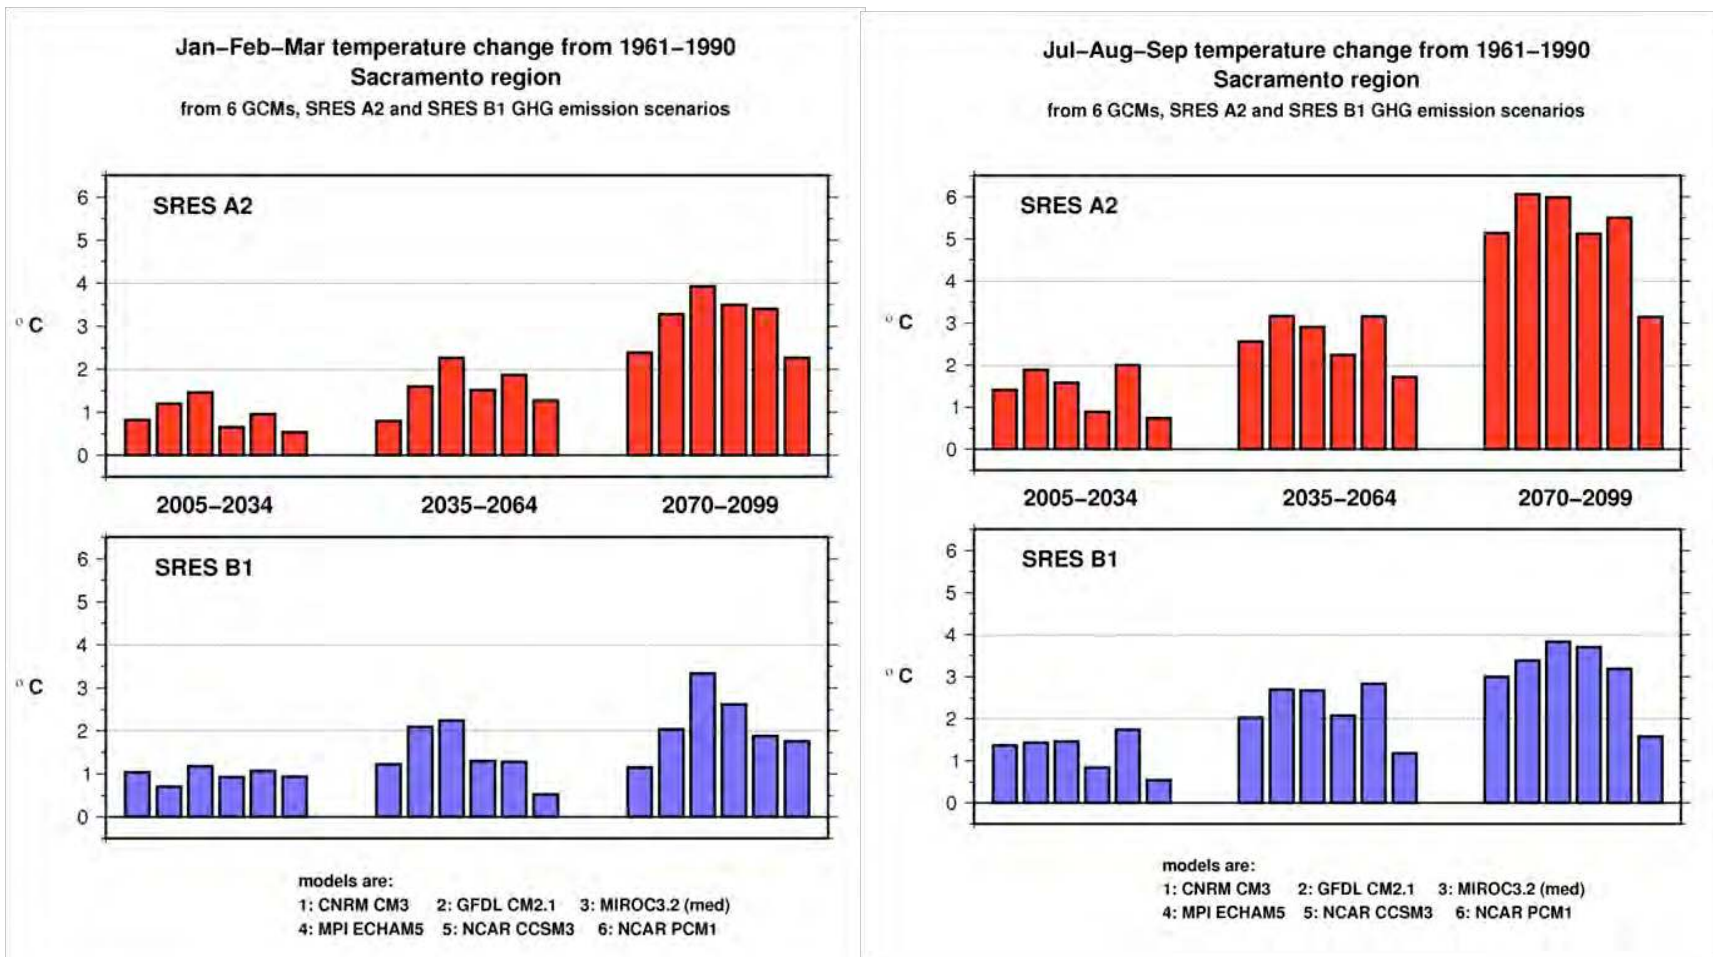 Jan–Feb–Mar temperature change from 1961–1990
Sacramento region
from 6 GCMs, SRES A2 and SRES B1 GHG emission scenarios
SRES A2
6
5
4
3
2
1
0
° C
2005–2034 2035–2064 2070–2099
SRES B1
6
5
4
3
2
1
0
° C
models are:
1: CNRM CM3 2: GFDL CM2.1 3: MIROC3.2 (med)
4: MPI ECHAM5 5: NCAR CCSM3 6: NCAR PCM1
Jul–Aug–Sep temperature change from 1961–1990
Sacramento region
from 6 GCMs, SRES A2 and SRES B1 GHG emission scenarios
SRES A2
6
5
4
3
2
1
0
° C
2005–2034 2035–2064 2070–2099
SRES B1
6
5
4
3
2
1
0
° C
models are:
1: CNRM CM3 2: GFDL CM2.1 3: MIROC3.2 (med)
4: MPI ECHAM5 5: NCAR CCSM3 6: NCAR PCM1